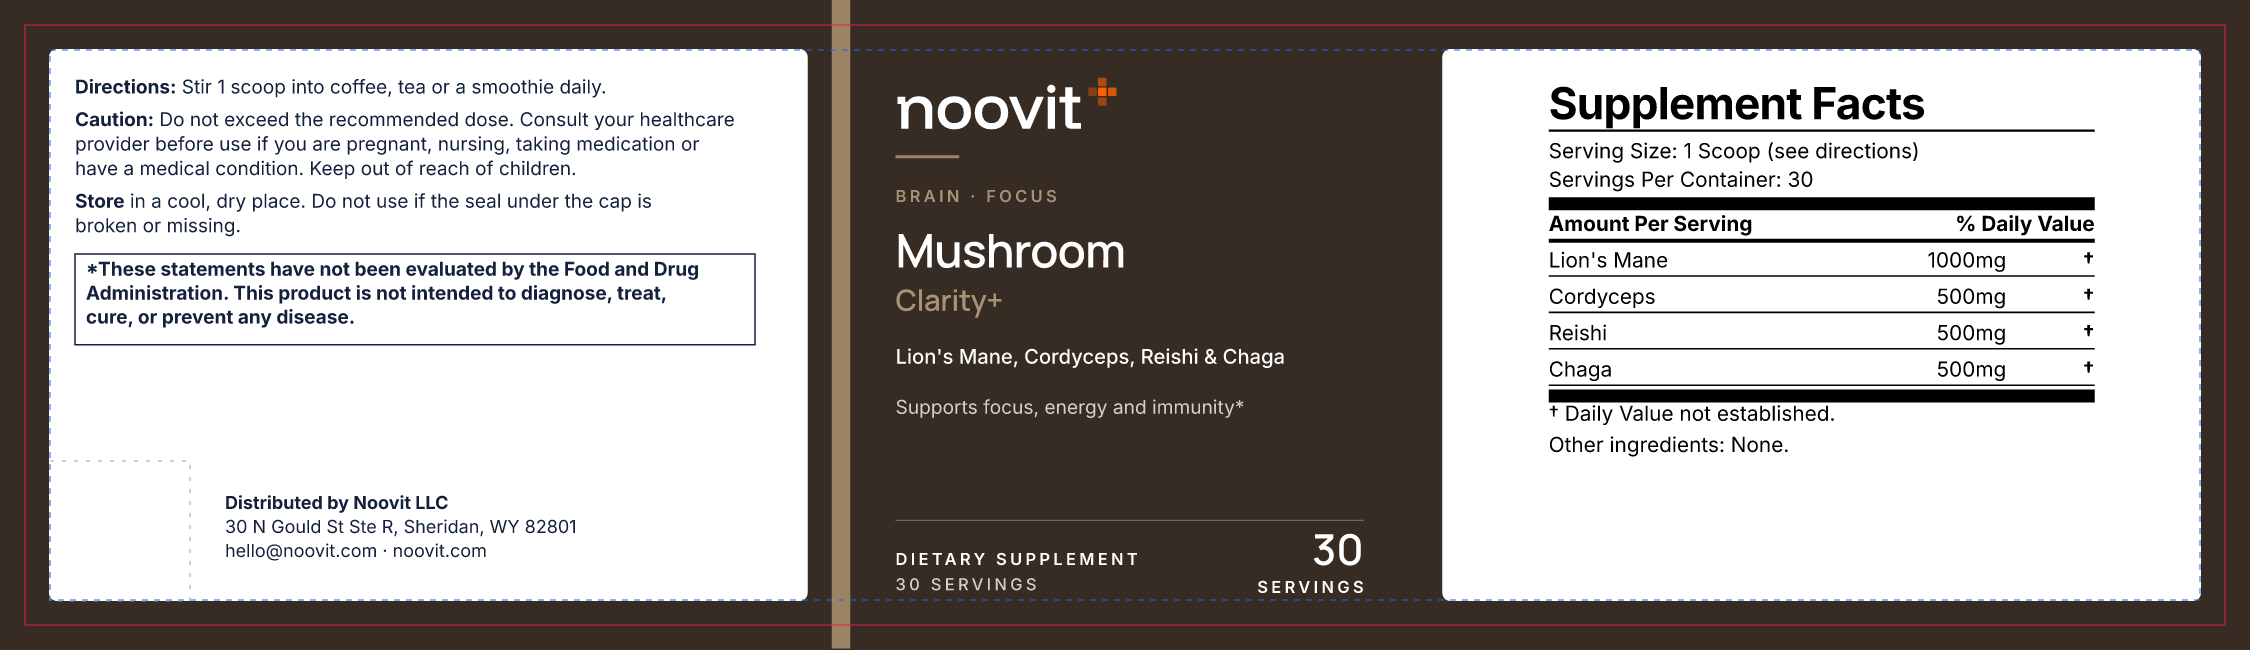 Directions: Stir 1 scoop into coffee, tea or a smoothie daily.
Caution: Do not exceed the recommended dose. Consult your healthcare
provider before use if you are pregnant, nursing, taking medication or
have a medical condition. Keep out of reach of children.
Store in a cool, dry place. Do not use if the seal under the cap is
broken or missing.
*These statements have not been evaluated by the Food and Drug
Administration. This product is not intended to diagnose, treat,
cure, or prevent any disease.
Distributed by Noovit LLC
30 N Gould St Ste R, Sheridan, WY 82801
hello@noovit.com · noovit.com
noovit
BRAIN · FOCUS
Mushroom
Clarity+
Lion's Mane, Cordyceps, Reishi & Chaga
Supports focus, energy and immunity*
DIETARY SUPPLEMENT
30 SERVINGS
30
SERVINGS
Supplement Facts
Serving Size: 1 Scoop (see directions)
Servings Per Container: 30
Amount Per Serving % Daily Value
Lion's Mane 1000mg †
Cordyceps 500mg †
Reishi 500mg †
Chaga 500mg †
† Daily Value not established.
Other ingredients: None.